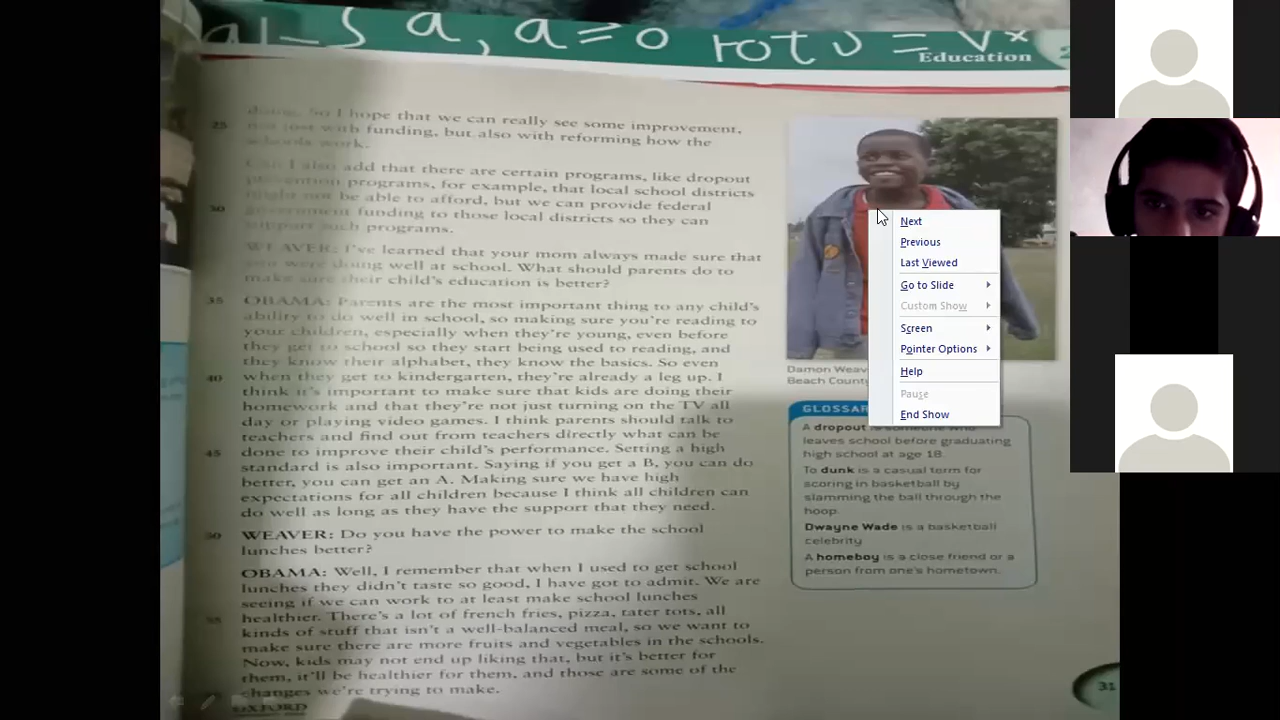 a, a=0 rots = V x
Education
doing. So I hope that we can really see some improvement,
25 not just with funding, but also with reforming how the
schools work.
Can I also add that there are certain programs, like dropout
prevention programs, for example, that local school districts
might not be able to afford, but we can provide federal
30 government funding to those local districts so they can
support such programs.
WEAVER: I've learned that your mom always made sure that
you were doing well at school. What should parents do to
make sure their child's education is better?
35 OBAMA: Parents are the most important thing to any child's
ability to do well in school, so making sure you're reading to
your children, especially when they're young, even before
they get to school so they start being used to reading, and
they know their alphabet, they know the basics. So even
40 when they get to kindergarten, they're already a leg up. I
think it's important to make sure that kids are doing their
homework and that they're not just turning on the TV all
day or playing video games. I think parents should talk to
teachers and find out from teachers directly what can be
45 done to improve their child's performance. Setting a high
standard is also important. Saying if you get a B, you can do
better, you can get an A. Making sure we have high
expectations for all children because I think all children can
do well as long as they have the support that they need.
50 WEAVER: Do you have the power to make the school
lunches better?
OBAMA: Well, I remember that when I used to get school
lunches they didn't taste so good, I have got to admit. We are
seeing if we can work to at least make school lunches
55 healthier. There's a lot of french fries, pizza, tater tots, all
kinds of stuff that isn't a well-balanced meal, so we want to
make sure there are more fruits and vegetables in the schools.
Now, kids may not end up liking that, but it's better for
them, it'll be healthier for them, and those are some of the
changes we're trying to make.
OXFORD
Damon Weav
Beach County
GLOSSAR
A dropout is someone who
leaves school before graduating
high school at age 18.
To dunk is a casual term for
scoring in basketball by
slamming the ball through the
hoop.
Dwayne Wade is a basketball
celebrity
A homeboy is a close friend or a
person from one's hometown.
31
Next
Previous
Last Viewed
Go to Slide
Custom Show
Screen
Pointer Options
Help
Pause
End Show